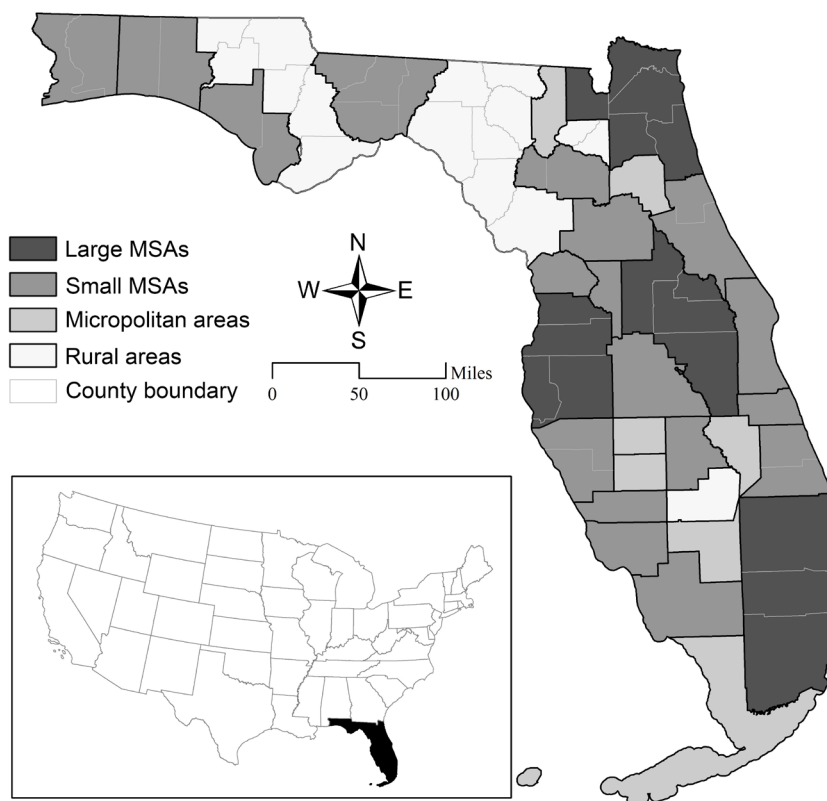 Large MSAs
Small MSAs
Micropolitan areas
Rural areas
County boundary
N
W E
S
Miles
0 50 100